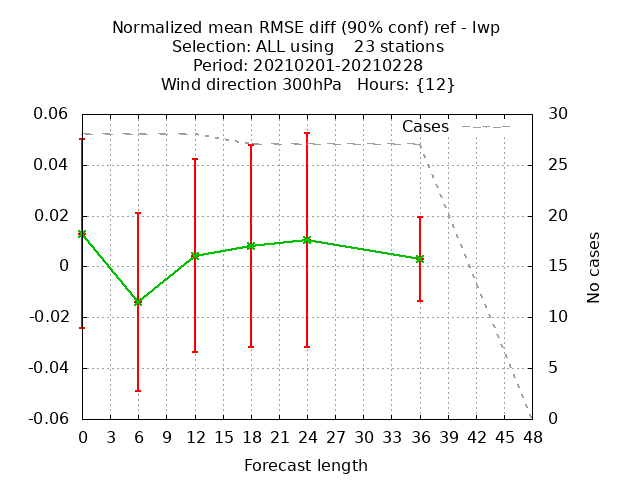 Normalized mean RMSE diff (90% conf) ref - lwp
Selection: ALL using    23 stations
Period: 20210201-20210228
Wind direction 300hPa   Hours: {12}
Cases
0.06
0.04
0.02
0
-0.02
-0.04
-0.06
30
25
20
15
10
5
0
No cases
0 3 6 9 12 15 18 21 24 27 30 33 36 39 42 45 48
Forecast length